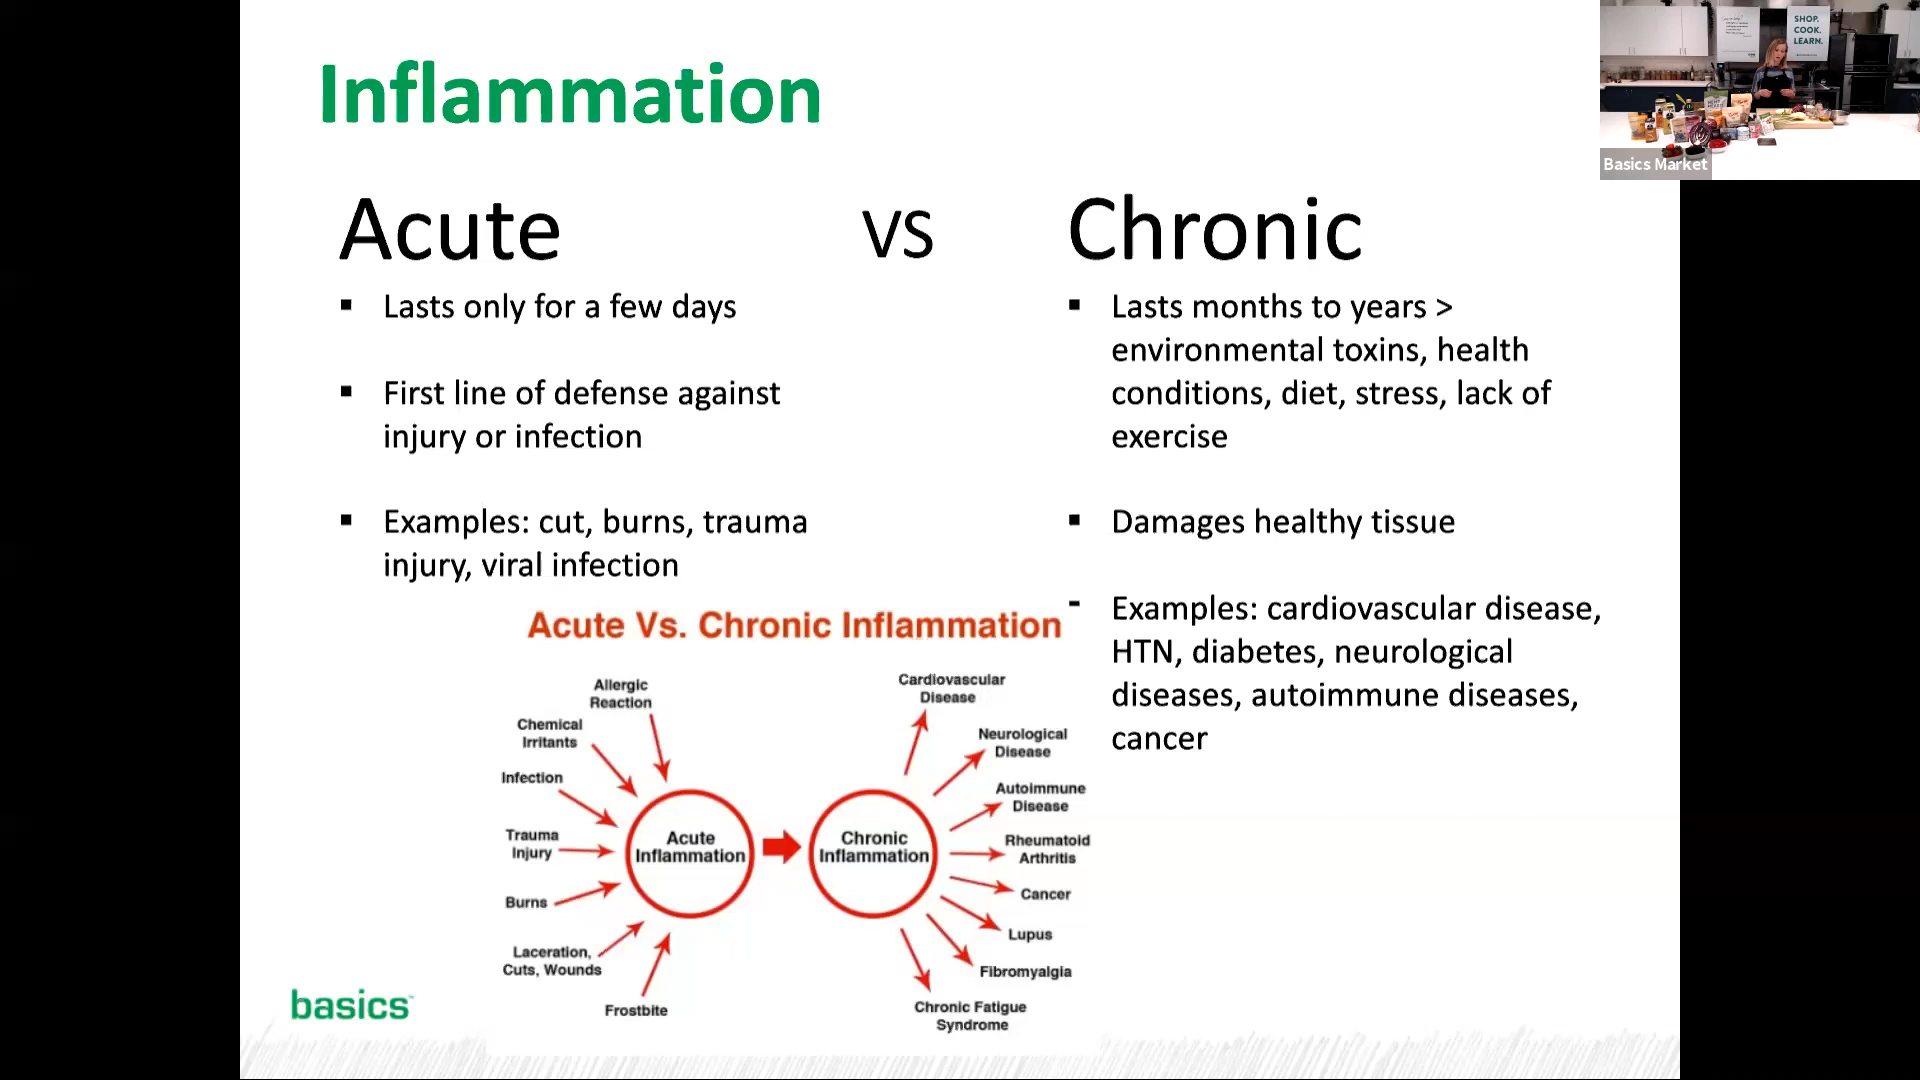 Inflammation
Acute
VS
Chronic
Lasts only for a few days
First line of defense against
injury or infection
Examples: cut, burns, trauma
injury, viral infection
Lasts months to years >
environmental toxins, health
conditions, diet, stress, lack of
exercise
Damages healthy tissue
Examples: cardiovascular disease,
HTN, diabetes, neurological
diseases, autoimmune diseases,
cancer
Acute Vs. Chronic Inflammation
Allergic
Reaction
Chemical
Irritants
Infection
Trauma
Injury
Burns
Laceration,
Cuts, Wounds
Frostbite
Acute
Inflammation
Chronic
Inflammation
Cardiovascular
Disease
Neurological
Disease
Autoimmune
Disease
Rheumatoid
Arthritis
Cancer
Lupus
Fibromyalgia
Chronic Fatigue
Syndrome
basics
SHOP.
COOK.
LEARN.
Basics Market